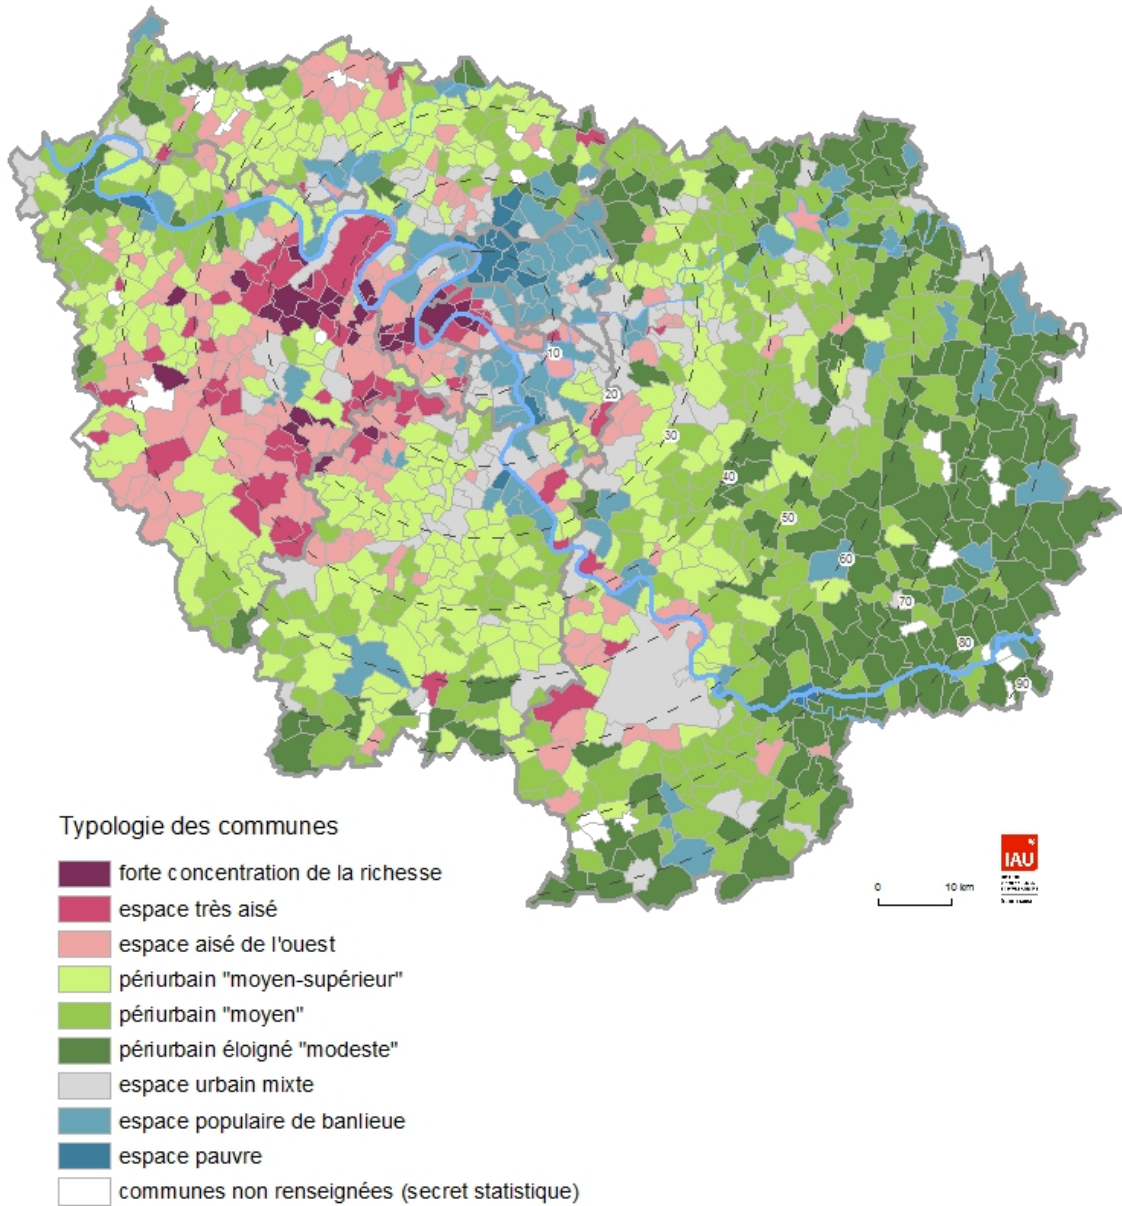 10
20
30
40
50
60
70
80
90
Typologie des communes
forte concentration de la richesse
espace très aisé
espace aisé de l'ouest
périurbain "moyen-supérieur"
périurbain "moyen"
périurbain éloigné "modeste"
espace urbain mixte
espace populaire de banlieue
espace pauvre
communes non renseignées (secret statistique)
IAU
0 10 km